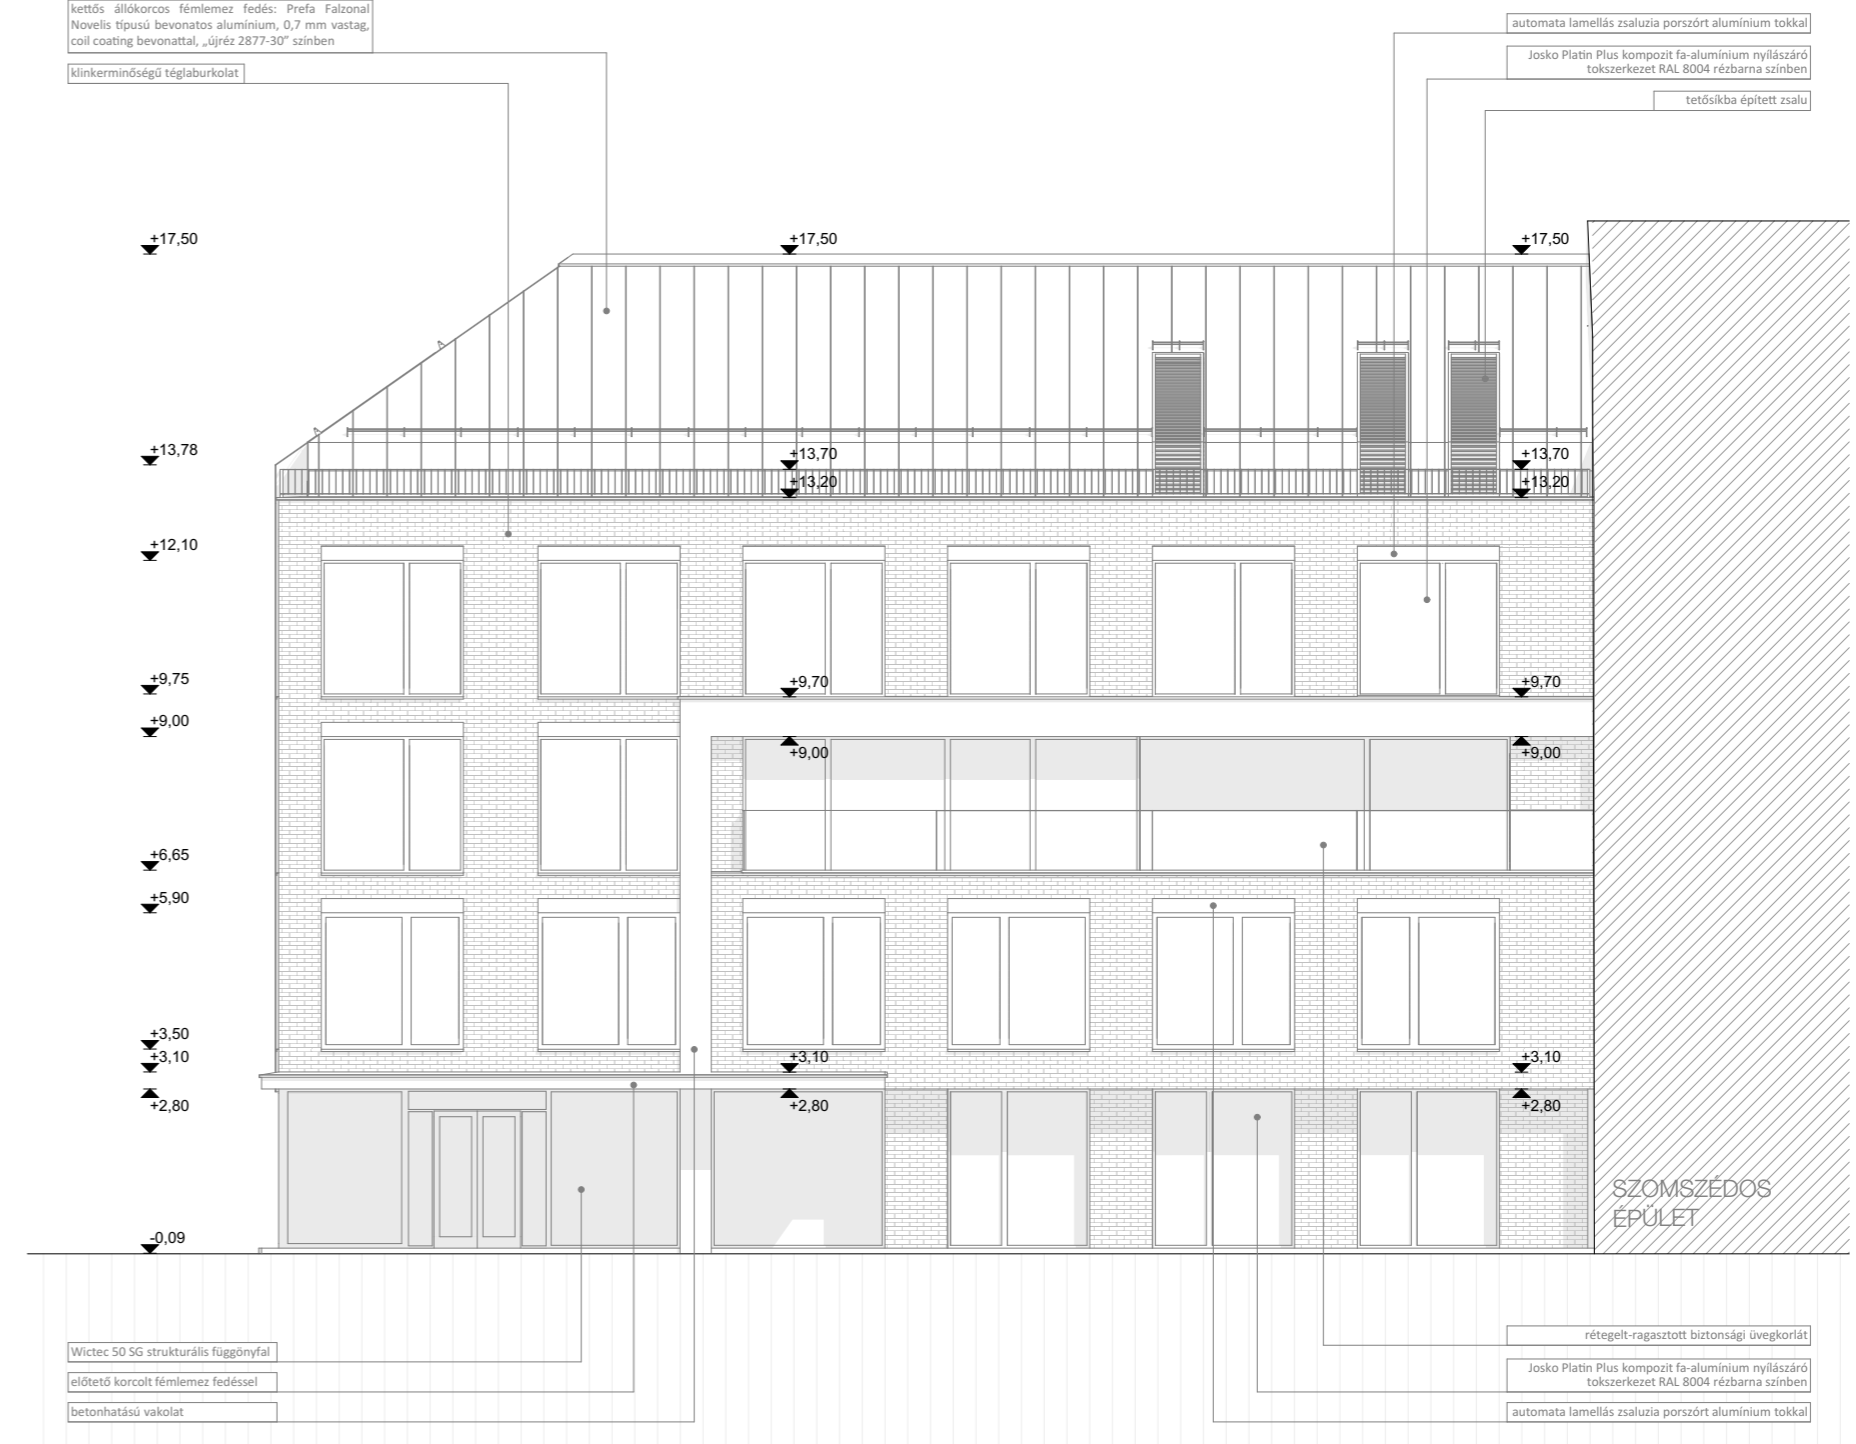 kettős állókorcos fémlemez fedés: Prefa Falzonal
Novelis típusú bevonatos alumínium, 0,7 mm vastag,
coil coating bevonattal, „újréz 2877-30” színben
klinkerminőségű téglaburkolat
automata lamellás zsaluzia porszórt alumínium tokkal
Josko Platin Plus kompozit fa-alumínium nyílászáró
tokszerkezet RAL 8004 rézbarna színben
tetősíkba épített zsalu
+17,50
+17,50
+17,50
+13,78
+13,70
+13,70
+13,20
+13,20
+12,10
+9,75
+9,70
+9,70
+9,00
+9,00
+9,00
+6,65
+5,90
+3,50
+3,10
+3,10
+3,10
+2,80
+2,80
+2,80
-0,09
SZOMSZÉDOS
ÉPÜLET
Wictec 50 SG strukturális függönyfal
előtető korcolt fémlemez fedéssel
betonhatású vakolat
rétegelt-ragasztott biztonsági üvegkorlát
Josko Platin Plus kompozit fa-alumínium nyílászáró
tokszerkezet RAL 8004 rézbarna színben
automata lamellás zsaluzia porszórt alumínium tokkal